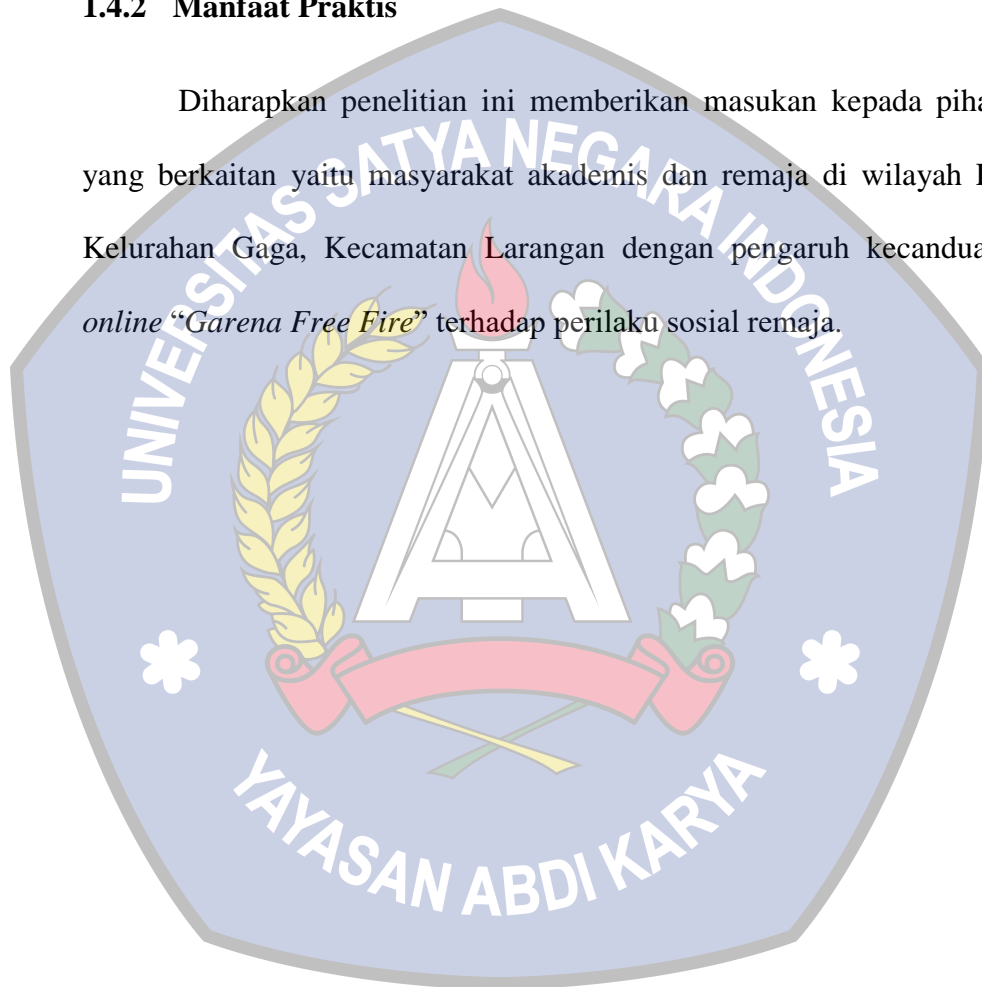 1.4.2 Manfaat Praktis
Diharapkan penelitian ini memberikan masukan kepada
yang berkaitan yaitu masyarakat akademis dan remaja di wilayah
Kelurahan Gaga, Kecamatan Larangan dengan pengaruh
online “Garena Free Fire” terhadap perilaku sosial remaja.
UNIVERSITAS SATYA NEGARA INDONESIA
YAYASAN ABDI KARYA